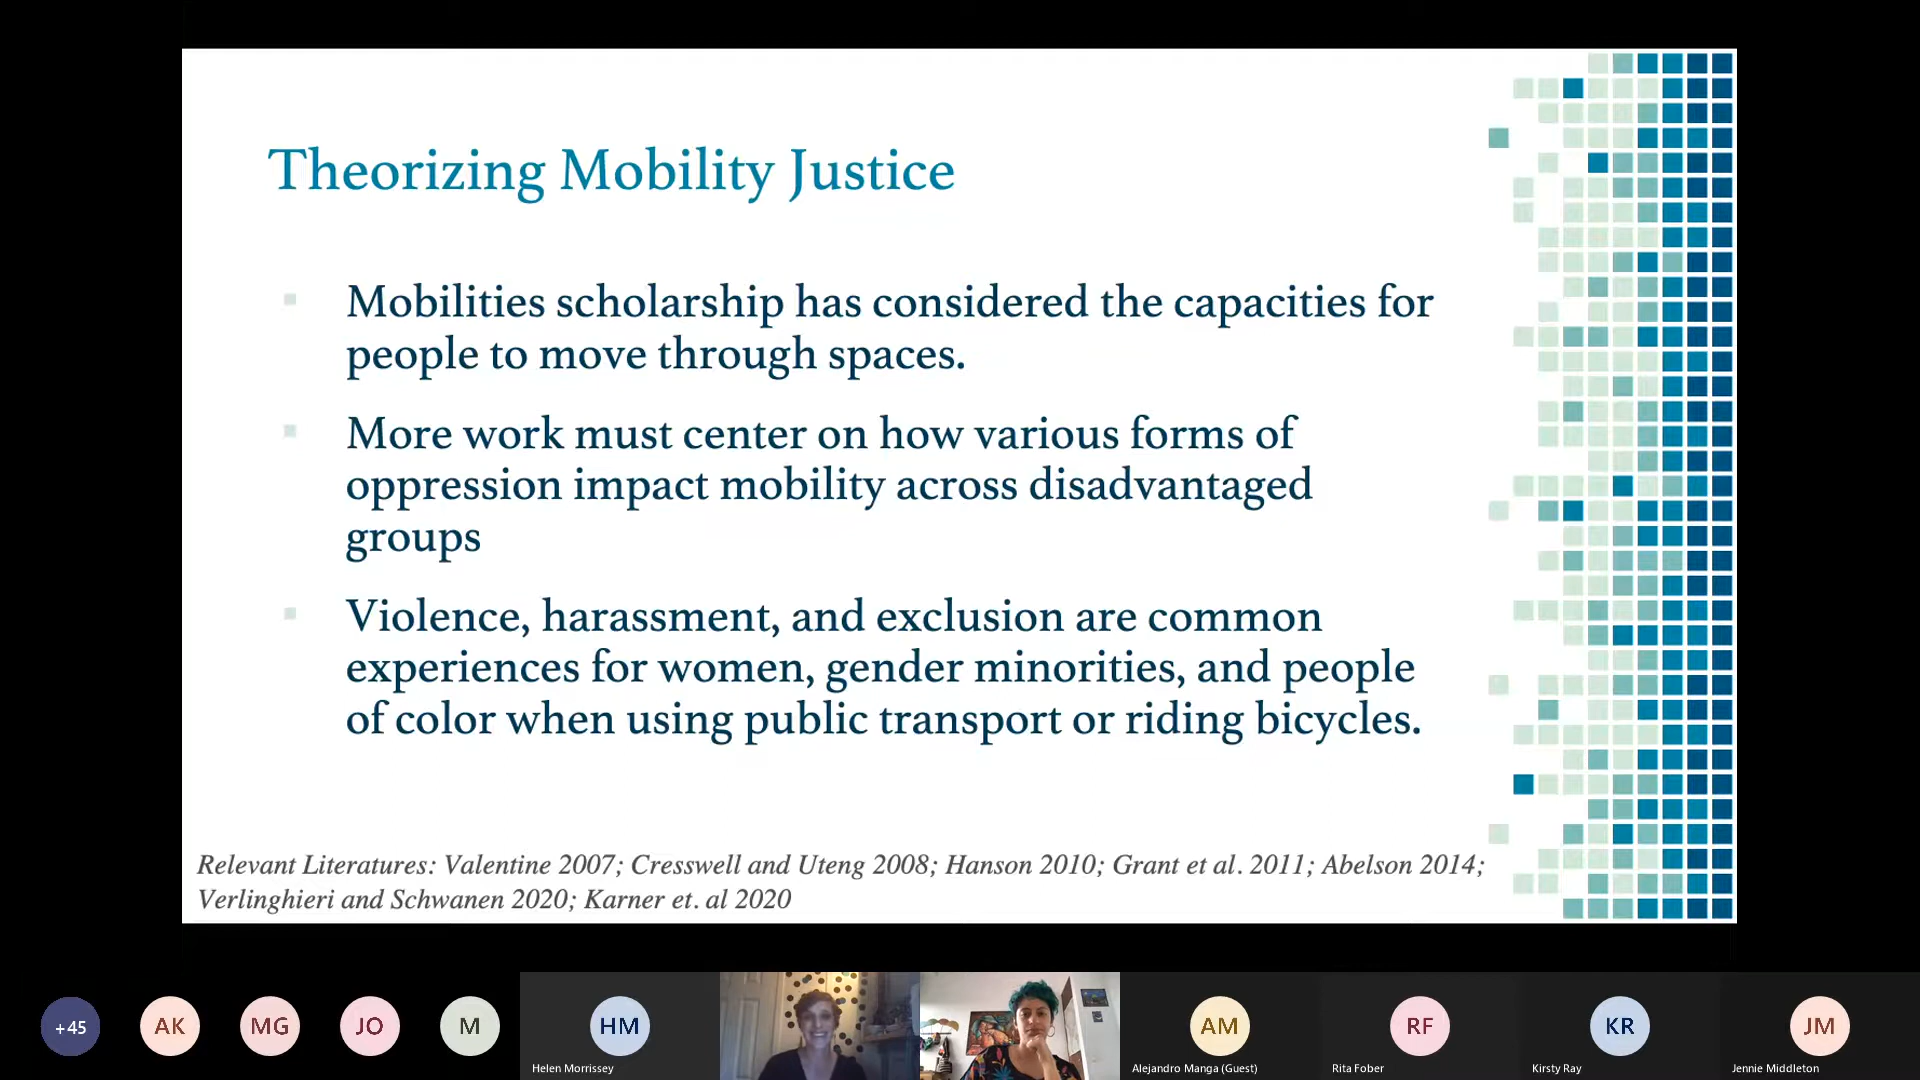 Theorizing Mobility Justice
Mobilities scholarship has considered the capacities for
people to move through spaces.
More work must center on how various forms of
oppression impact mobility across disadvantaged
groups
Violence, harassment, and exclusion are common
experiences for women, gender minorities, and people
of color when using public transport or riding bicycles.
Relevant Literatures: Valentine 2007; Cresswell and Uteng 2008; Hanson 2010; Grant et al. 2011; Abelson 2014;
Verlinghieri and Schwanen 2020; Karner et. al 2020
+45 AK MG JO M HM AM RF KR JM
Helen Morrissey Alejandro Manga (Guest) Rita Fober Kirsty Ray Jennie Middleton